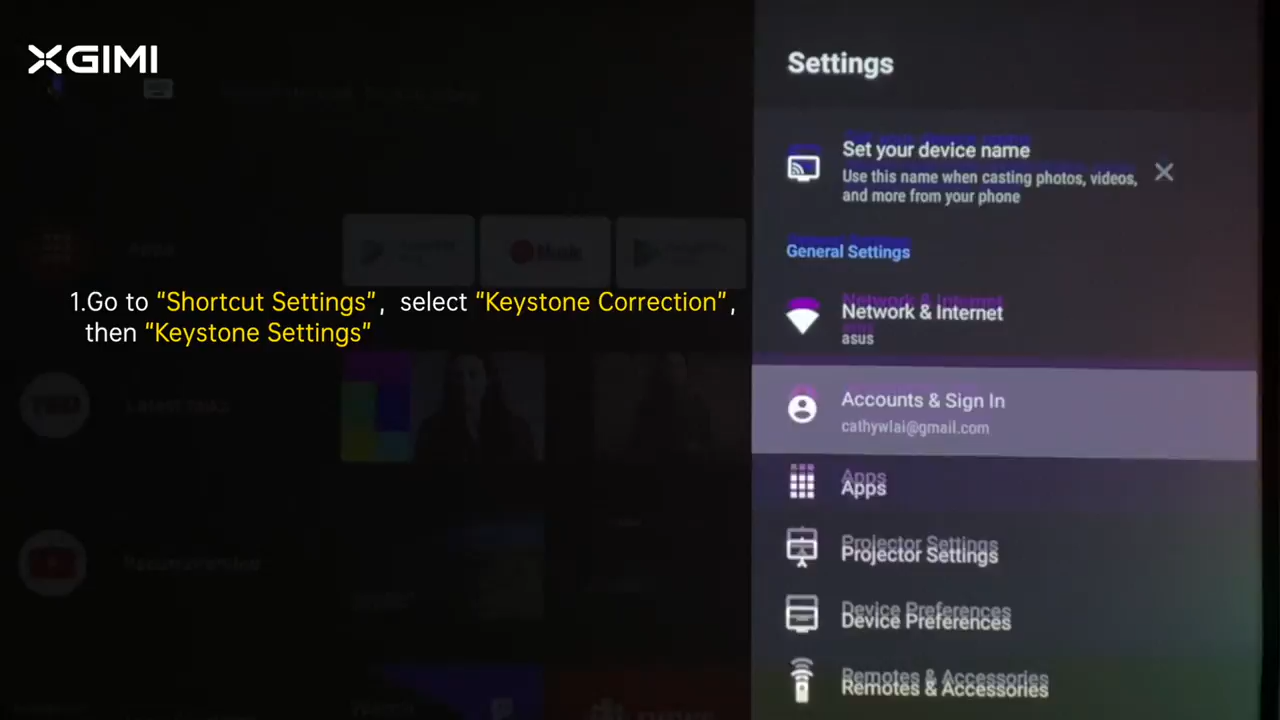 XGIMI
Settings
Set your device name
Use this name when casting photos, videos,
and more from your phone
General Settings
Network & Internet
asus
1.Go to “Shortcut Settings”, select “Keystone Correction”,
then “Keystone Settings”
Accounts & Sign In
cathywlai@gmail.com
Apps
Projector Settings
Device Preferences
Remotes & Accessories